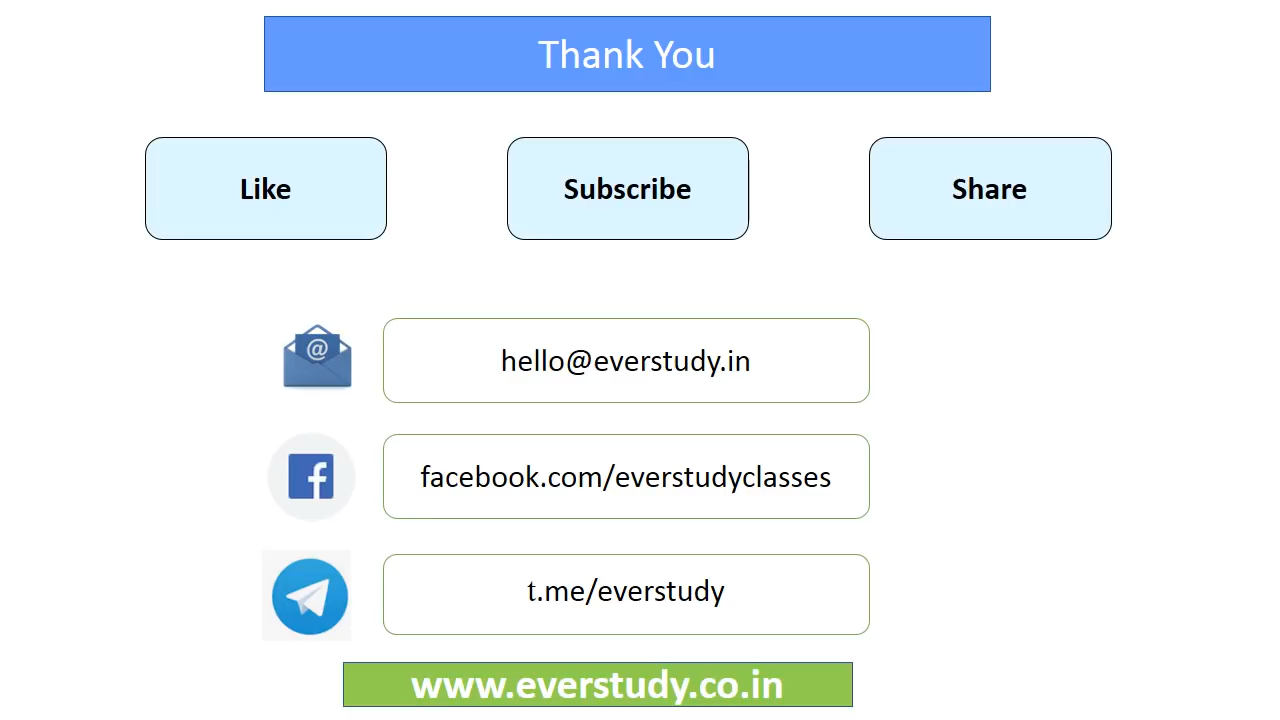 Thank You
Like
Subscribe
Share
@
hello@everstudy.in
f
facebook.com/everstudyclasses
t.me/everstudy
www.everstudy.co.in